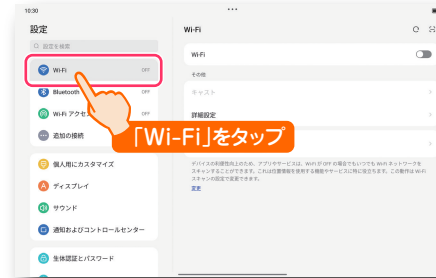 10:30
設定
設定を検索
Wi-Fi
OFF
Bluetooth
OFF
Wi-Fi アクセ
OFF
追加の接続
個人用にカスタマイズ
ディスプレイ
サウンド
通知およびコントロールセンター
生体認証とパスワード
「Wi-Fi」をタップ
Wi-Fi
Wi-Fi
その他
キャスト
詳細設定
デバイスの利便性向上のため、アプリやサービスは、Wi-Fi が OFF の場合でもいつでも Wi-Fi ネットワークを
スキャンすることができます。これは位置情報を使用する機能やサービスに特に役立ちます。この動作は Wi-Fi
スキャンの設定で変更できます。
変更